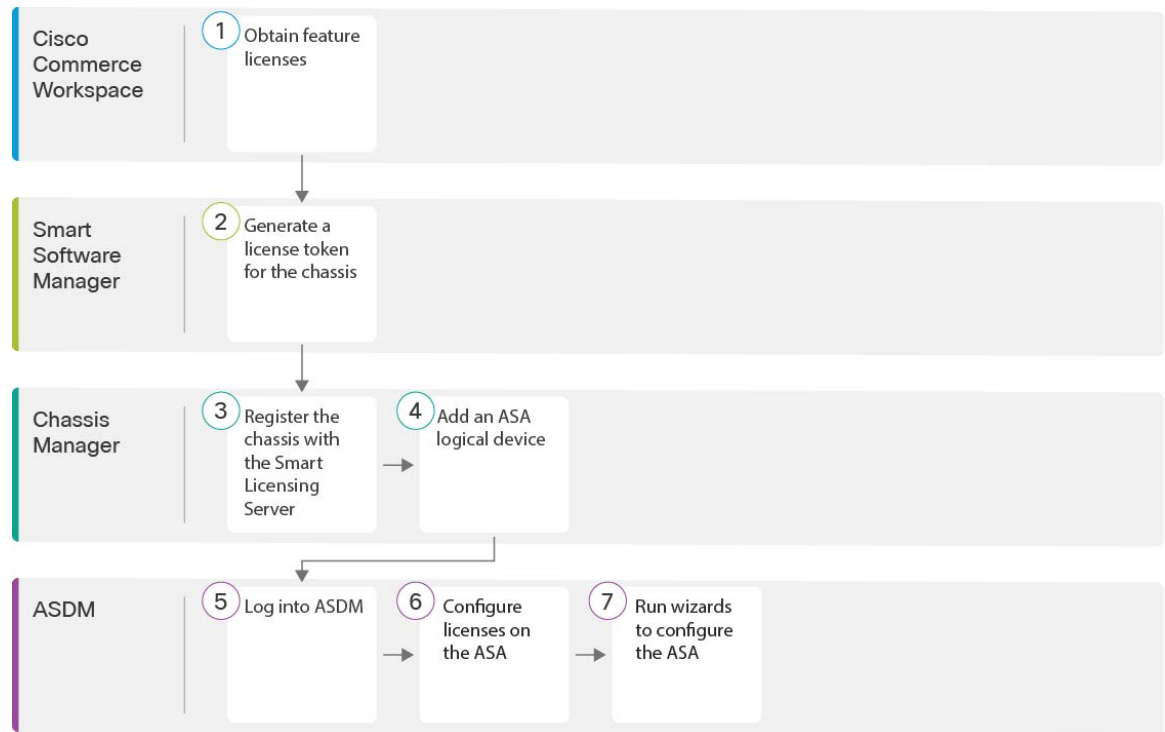 Cisco
Commerce
Workspace
1
Obtain feature
licenses
Smart
Software
Manager
2
Generate a
license token
for the chassis
Chassis
Manager
3
Register the
chassis with
the Smart
Licensing
Server
4
Add an ASA
logical device
ASDM
5
Log into ASDM
6
Configure
licenses on
the ASA
7
Run wizards
to configure
the ASA